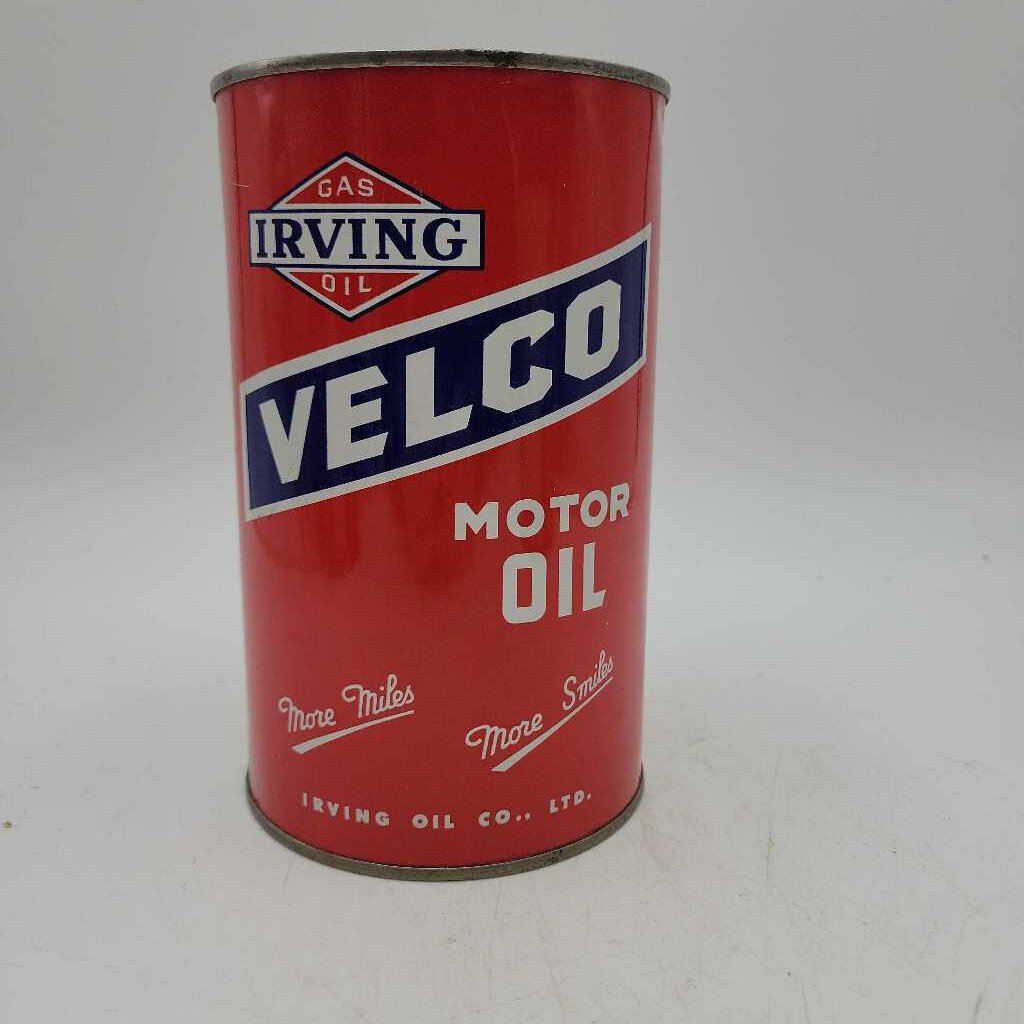 GAS
IRVING
OIL
VELCO
MOTOR
OIL
More Miles
More Smiles
IRVING OIL CO., LTD.